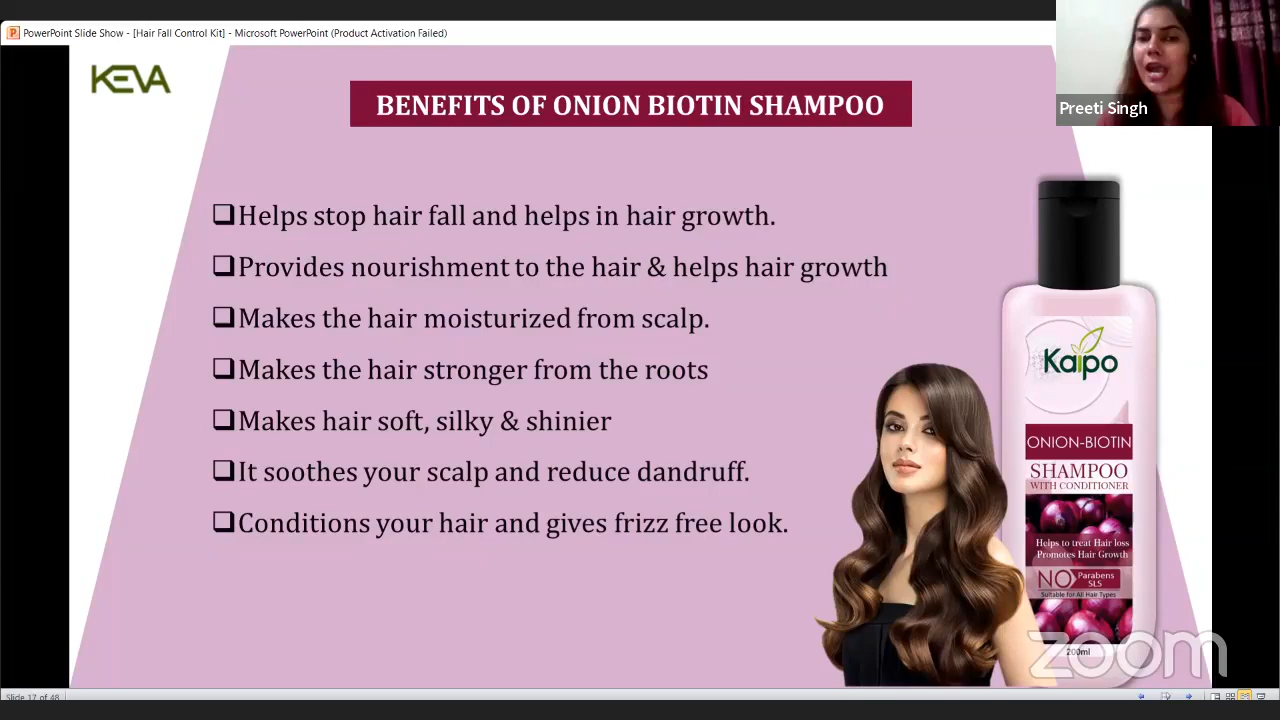 PowerPoint Slide Show - [Hair Fall Control Kit] - Microsoft PowerPoint (Product Activation Failed)
KEVA
BENEFITS OF ONION BIOTIN SHAMPOO
Preeti Singh
❑Helps stop hair fall and helps in hair growth.
❑Provides nourishment to the hair & helps hair growth
❑Makes the hair moisturized from scalp.
❑Makes the hair stronger from the roots
❑Makes hair soft, silky & shinier
❑It soothes your scalp and reduce dandruff.
❑Conditions your hair and gives frizz free look.
Kaipo
ONION-BIOTIN
SHAMPOO
WITH CONDITIONER
Helps to treat Hair loss
Promotes Hair Growth
NO Parabens
SLS
Suitable for All Hair Types
200ml
zoom
Slide 17 of 48